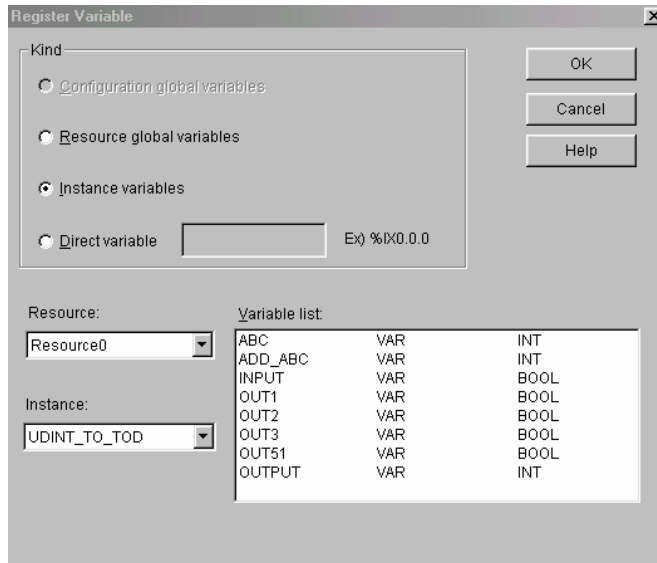 Register Variable
Kind
Configuration global variables
Resource global variables
Instance variables
Direct variable Ex) %IX0.0.0
OK
Cancel
Help
Resource:
Resource0
Instance:
UDINT_TO_TOD
Variable list:
ABC VAR INT
ADD_ABC VAR INT
INPUT VAR BOOL
OUT1 VAR BOOL
OUT2 VAR BOOL
OUT3 VAR BOOL
OUT51 VAR BOOL
OUTPUT VAR INT